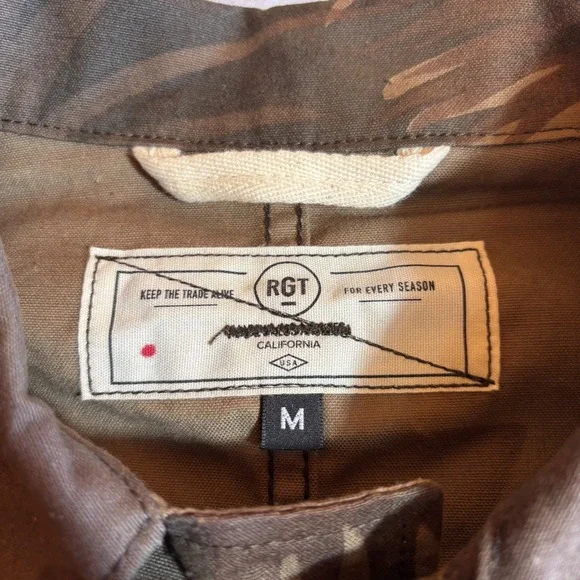 KEEP THE TRADE ALIVE
RGT
FOR EVERY SEASON
CALIFORNIA
USA
M